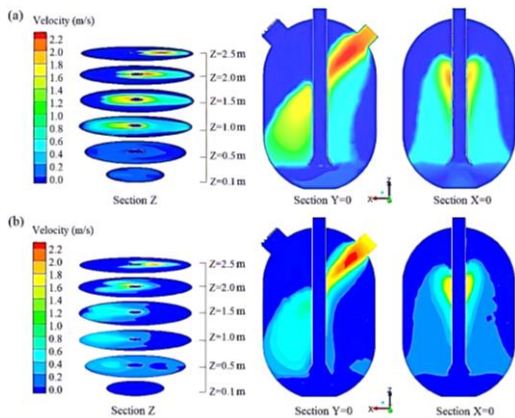 (a)
Velocity (m/s)
2.2
2.0
1.8
1.6
1.4
1.2
1.0
0.8
0.6
0.4
0.2
0.0
Z=2.5 m
Z=2.0 m
Z=1.5 m
Z=1.0 m
Z=0.5 m
Z=0.1 m
Section Z
Section Y=0
X
Z
Section X=0
(b)
Velocity (m/s)
2.2
2.0
1.8
1.6
1.4
1.2
1.0
0.8
0.6
0.4
0.2
0.0
Z=2.5 m
Z=2.0 m
Z=1.5 m
Z=1.0 m
Z=0.5 m
Z=0.1 m
Section Z
Section Y=0
X
Z
Section X=0